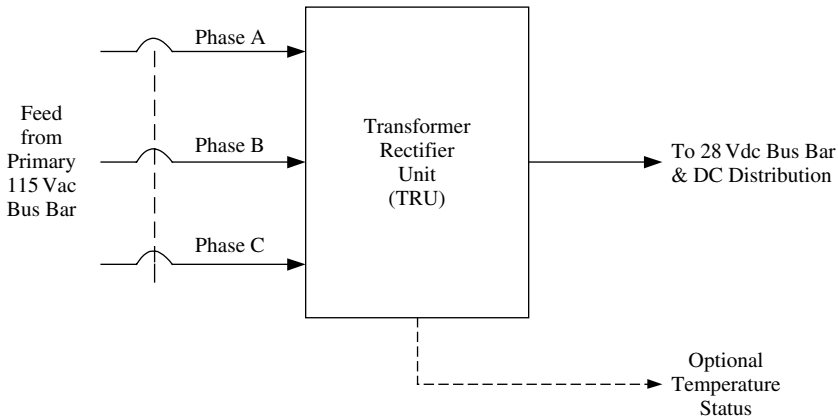 Phase A
Feed
from
Primary
115 Vac
Bus Bar
Phase B
Phase C
Transformer
Rectifier
Unit
(TRU)
To 28 Vdc Bus Bar
& DC Distribution
Optional
Temperature
Status